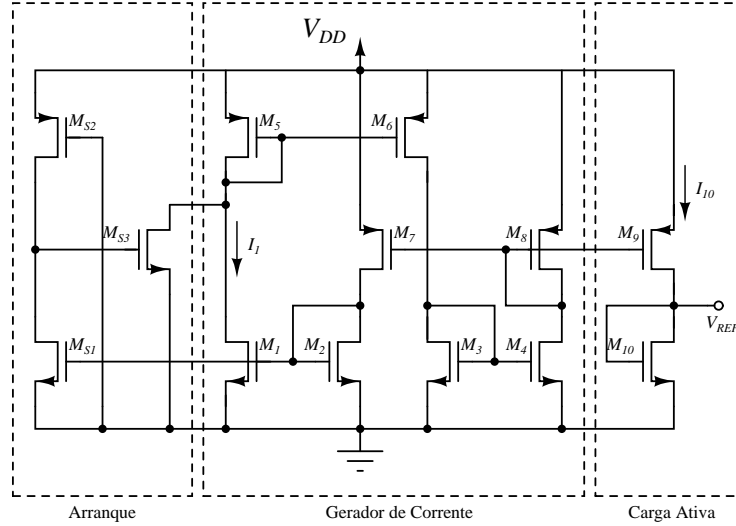 V_DD
M_S2
M_5
M_6
M_S3
I_1
M_7
M_8
M_9
I_10
V_REF
M_S1
M_1
M_2
M_3
M_4
M_10
Arranque
Gerador de Corrente
Carga Ativa